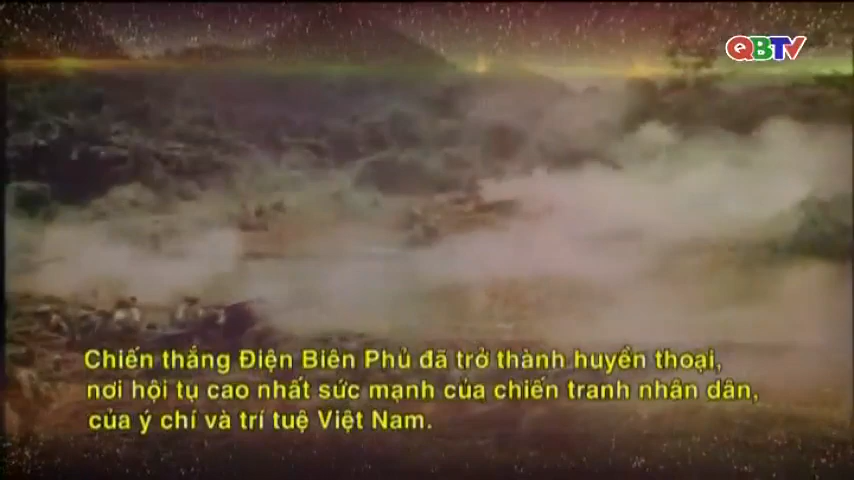 QBTV
Chiến thắng Điện Biên Phủ đã trở thành huyền thoại,
nơi hội tụ cao nhất sức mạnh của chiến tranh nhân dân,
của ý chí và trí tuệ Việt Nam.